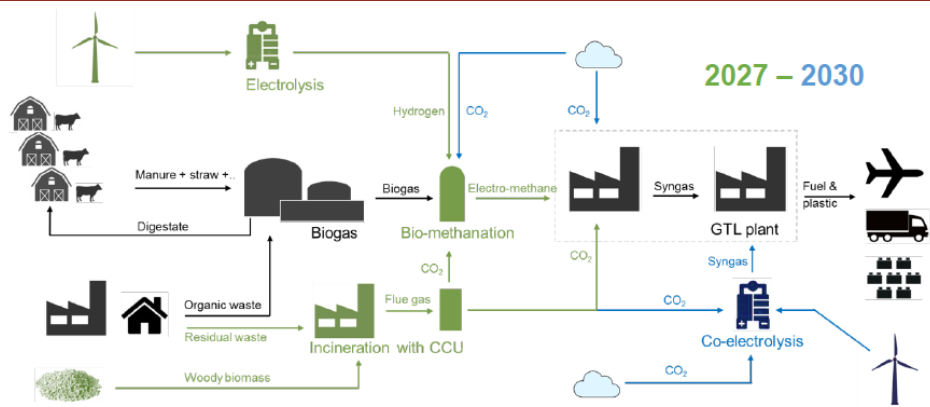 2027 – 2030
Electrolysis
Hydrogen
CO₂
CO₂
Manure + straw +..
Digestate
Biogas
Biogas
Electro-methane
Bio-methanation
Syngas
GTL plant
Fuel &
plastic
CO₂
CO₂
Syngas
Organic waste
Residual waste
Flue gas
Incineration with CCU
CO₂
Co-electrolysis
Woody biomass
CO₂